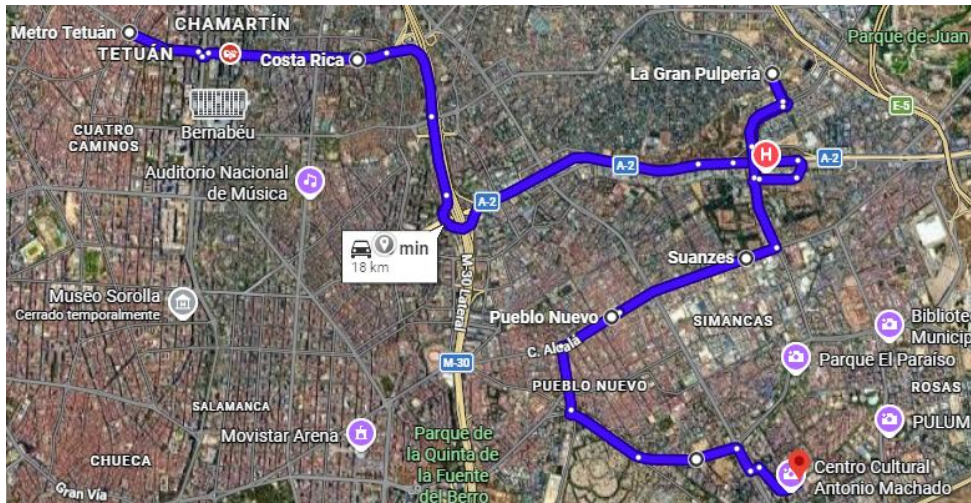 CHAMARTÍN
Metro Tetuán
TETUÁN
Costa Rica
Parque de Juan
La Gran Pulpería
E-5
Bernabéu
CUATRO
CAMINOS
H
A-2
A-2
Auditorio Nacional
de Música
A-2
min
18 km
M-30 Lateral
Suanzes
Museo Sorolla
Cerrado temporalmente
Pueblo Nuevo
SIMANCAS
Bibliotec
Municip
C. Alcalá
Parque El Paraíso
M-30
PUEBLO NUEVO
ROSAS
SALAMANCA
Movistar Arena
PULUM
Parque de
la Quinta de
la Fuente
del Berro
CHUECA
Gran Vía
Centro Cultural
Antonio Machado